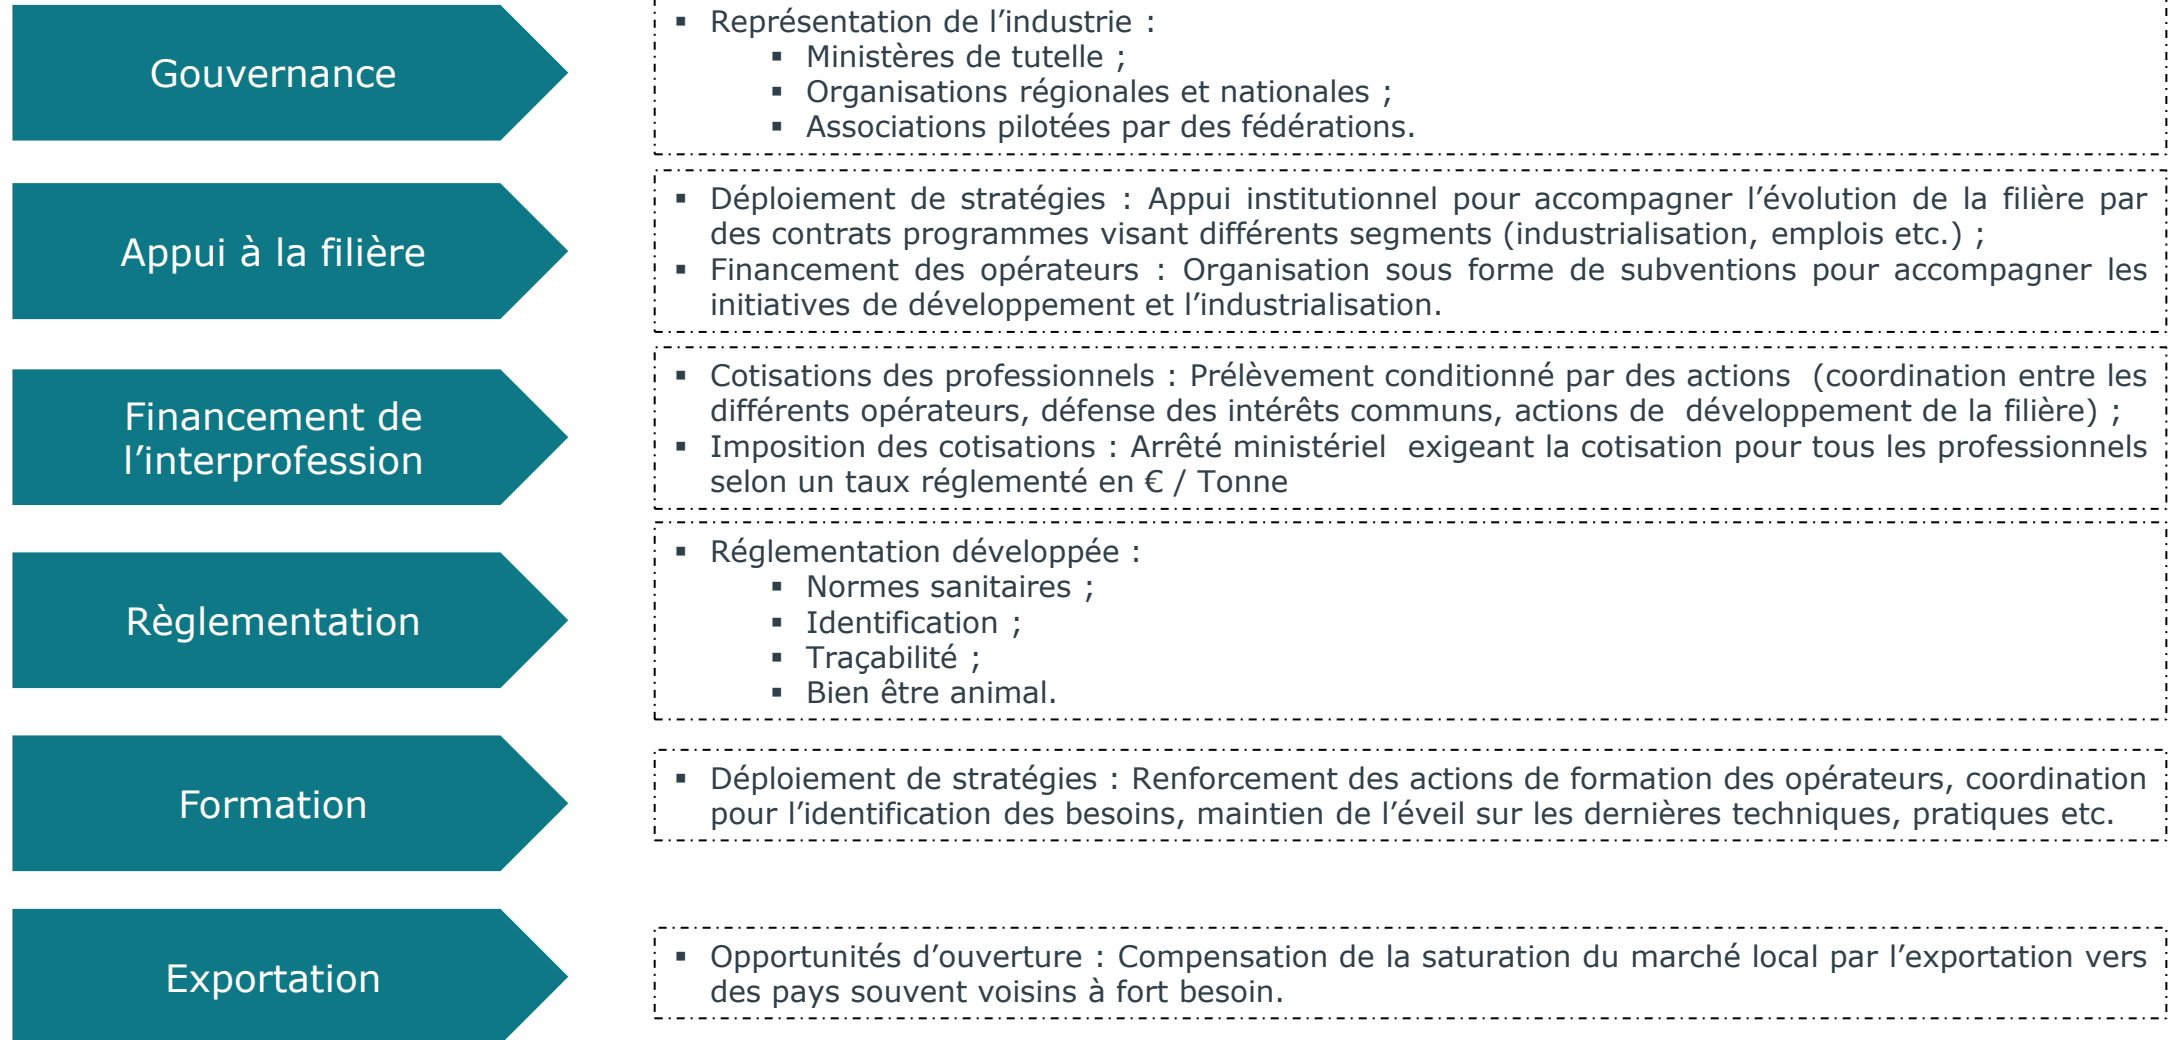 Gouvernance
▪ Représentation de l’industrie :
▪ Ministères de tutelle ;
▪ Organisations régionales et nationales ;
▪ Associations pilotées par des fédérations.
Appui à la filière
▪ Déploiement de stratégies : Appui institutionnel pour accompagner l’évolution de la filière par
des contrats programmes visant différents segments (industrialisation, emplois etc.) ;
▪ Financement des opérateurs : Organisation sous forme de subventions pour accompagner les
initiatives de développement et l’industrialisation.
Financement de
l’interprofession
▪ Cotisations des professionnels : Prélèvement conditionné par des actions (coordination entre les
différents opérateurs, défense des intérêts communs, actions de développement de la filière) ;
▪ Imposition des cotisations : Arrêté ministériel exigeant la cotisation pour tous les professionnels
selon un taux réglementé en € / Tonne
Règlementation
▪ Réglementation développée :
▪ Normes sanitaires ;
▪ Identification ;
▪ Traçabilité ;
▪ Bien être animal.
Formation
▪ Déploiement de stratégies : Renforcement des actions de formation des opérateurs, coordination
pour l’identification des besoins, maintien de l’éveil sur les dernières techniques, pratiques etc.
Exportation
▪ Opportunités d’ouverture : Compensation de la saturation du marché local par l’exportation vers
des pays souvent voisins à fort besoin.